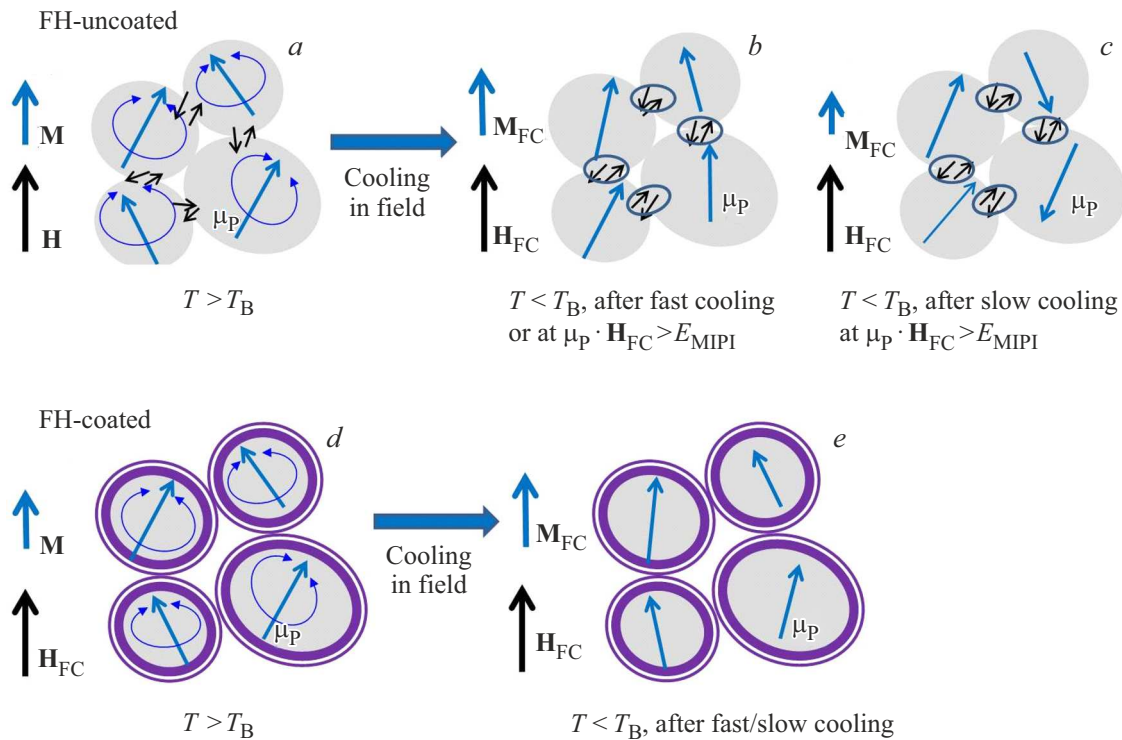 FH-uncoated
a
b
c
M
H
μP
Cooling
in field
MFC
HFC
μP
MFC
HFC
μP
T > TB
T < TB, after fast cooling
or at μP · HFC > EMIPI
T < TB, after slow cooling
at μP · HFC > EMIPI
FH-coated
d
e
M
HFC
μP
Cooling
in field
MFC
HFC
μP
T > TB
T < TB, after fast/slow cooling